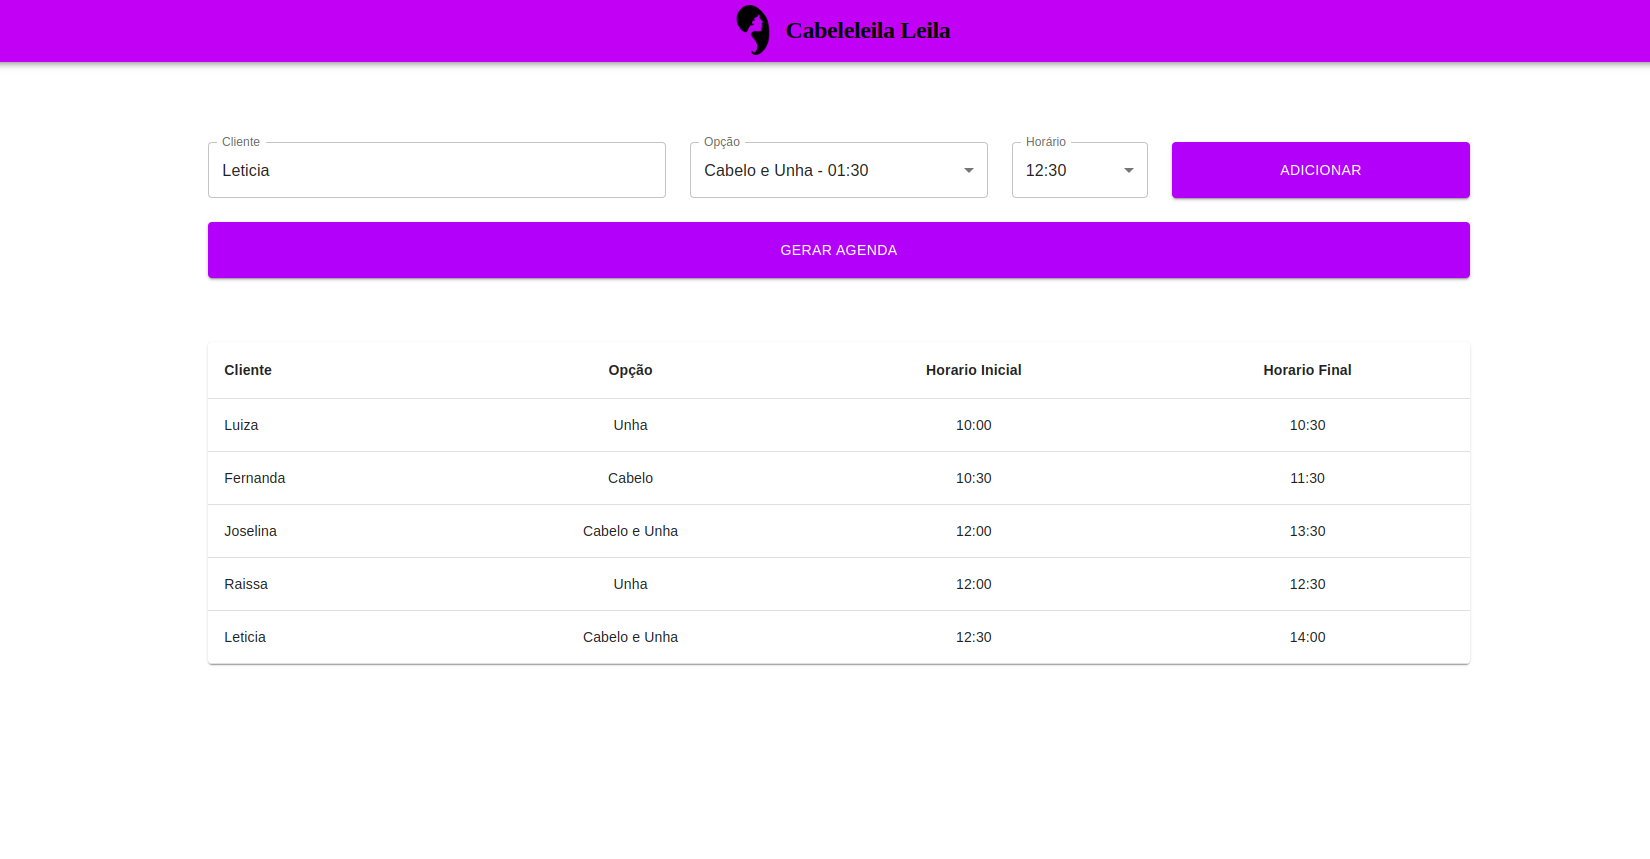 Cabeleleila Leila
Cliente Opção Horário
Leticia Cabelo e Unha - 01:30 12:30 ADICIONAR
GERAR AGENDA
Cliente Opção Horario Inicial Horario Final
Luiza Unha 10:00 10:30
Fernanda Cabelo 10:30 11:30
Joselina Cabelo e Unha 12:00 13:30
Raissa Unha 12:00 12:30
Leticia Cabelo e Unha 12:30 14:00